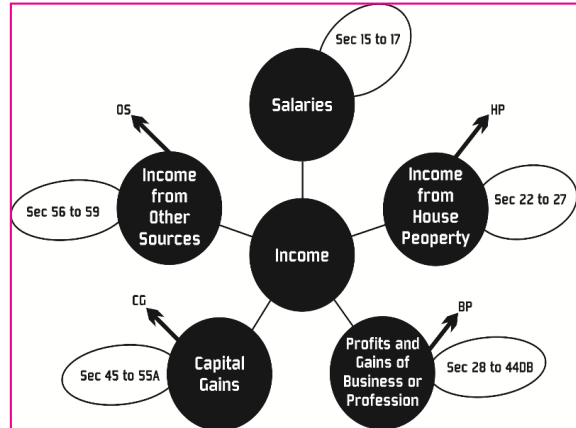 Sec 15 to 17
Salaries
OS
HP
Income
from
Other
Sources
Sec 56 to 59
Income
from
House
Peoperty
Sec 22 to 27
Income
CG
BP
Capital
Gains
Sec 45 to 55A
Profits and
Gains of
Business or
Profession
Sec 28 to 44DB